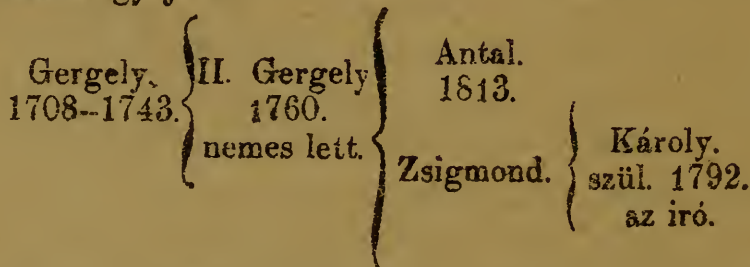 Gergely.
1708--1743.
II. Gergely
1760.
nemes lett.
Antal.
1813.
Zsigmond.
Károly.
szül. 1792.
az iró.